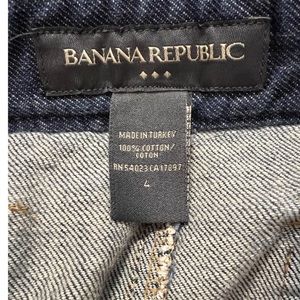 BANANA REPUBLIC
MADE IN TURKEY
100% COTTON/
COTON
RN 54023 CA 17897
4